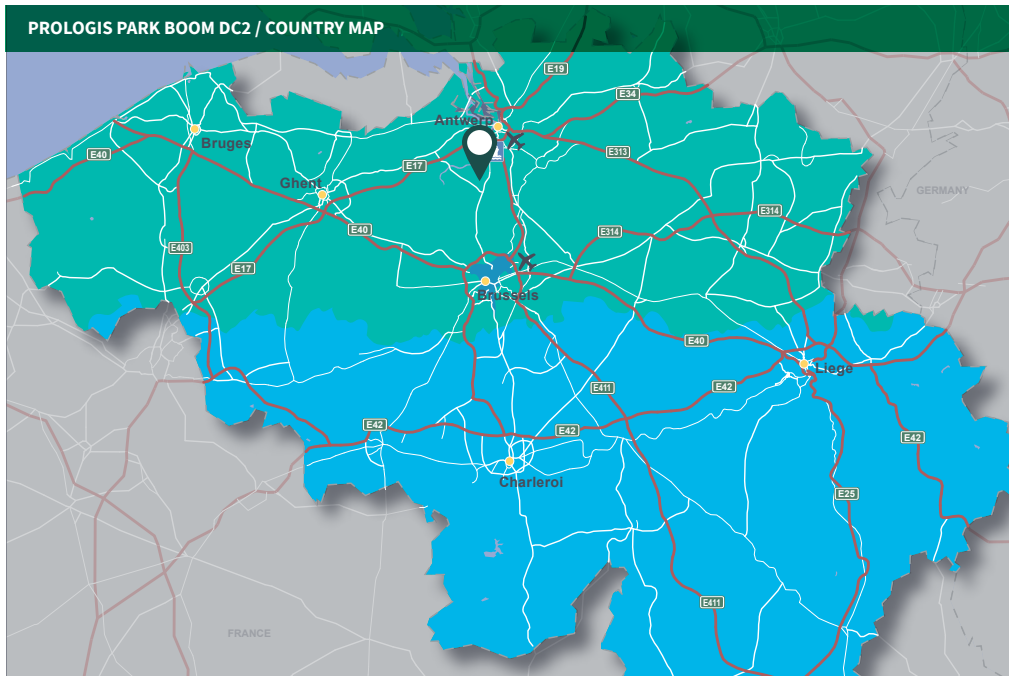 PROLOGIS PARK BOOM DC2 / COUNTRY MAP
E19
E34
Antwerp
Bruges
E40
E313
E17
Ghent
GERMANY
E314
E40
E314
E403
E17
Brussels
E40
Liege
E411
E42
E42
E42
E42
Charleroi
E25
E411
FRANCE